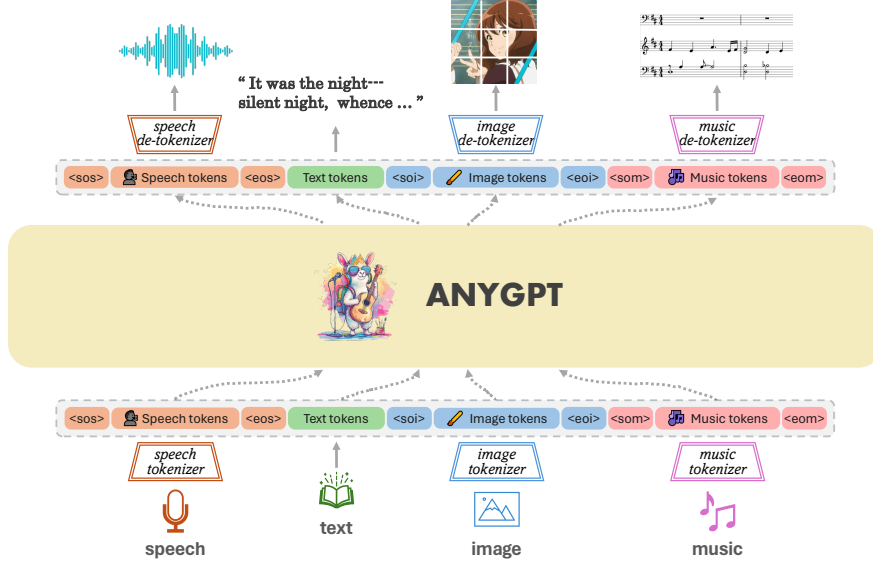 “ It was the night---
silent night, whence ... ”
speech
de-tokenizer
image
de-tokenizer
music
de-tokenizer
<sos> Speech tokens <eos> Text tokens <soi> Image tokens <eoi> <som> Music tokens <eom>
ANYGPT
<sos> Speech tokens <eos> Text tokens <soi> Image tokens <eoi> <som> Music tokens <eom>
speech
tokenizer
image
tokenizer
music
tokenizer
text
speech
image
music